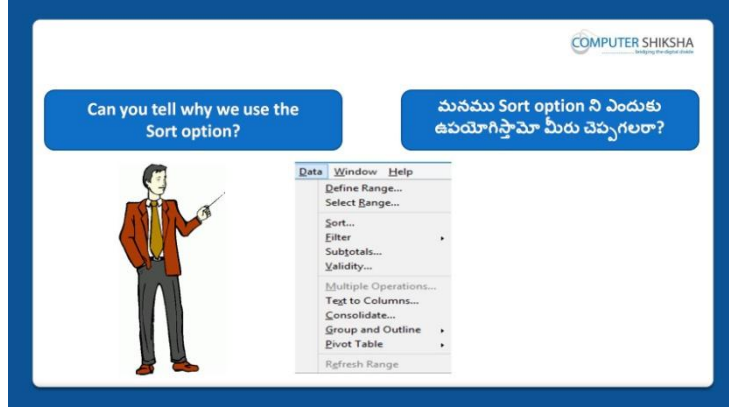 COMPUTER SHIKSHA
bridging the digital divide
Can you tell why we use the
Sort option?
మనము Sort option ని ఎందుకు
ఉపయోగిస్తామో మీరు చెప్పగలరా?
Data Window Help
Define Range...
Select Range...
Sort...
Filter
Subtotals...
Validity...
Multiple Operations...
Text to Columns...
Consolidate...
Group and Outline
Pivot Table
Refresh Range